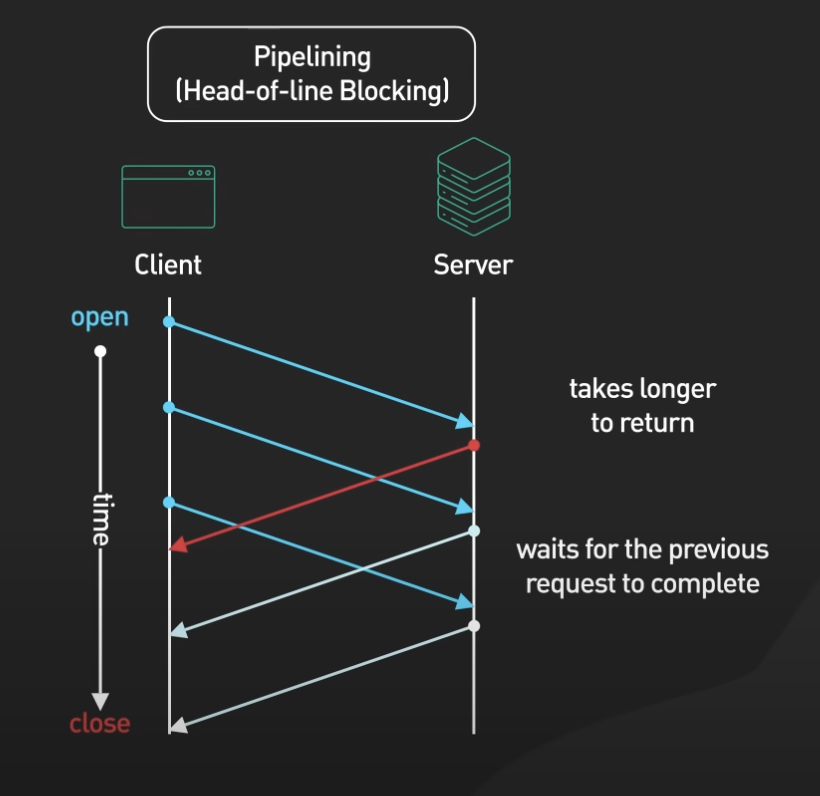 Pipelining
(Head-of-line Blocking)
Client
Server
open
takes longer
to return
time
waits for the previous
request to complete
close